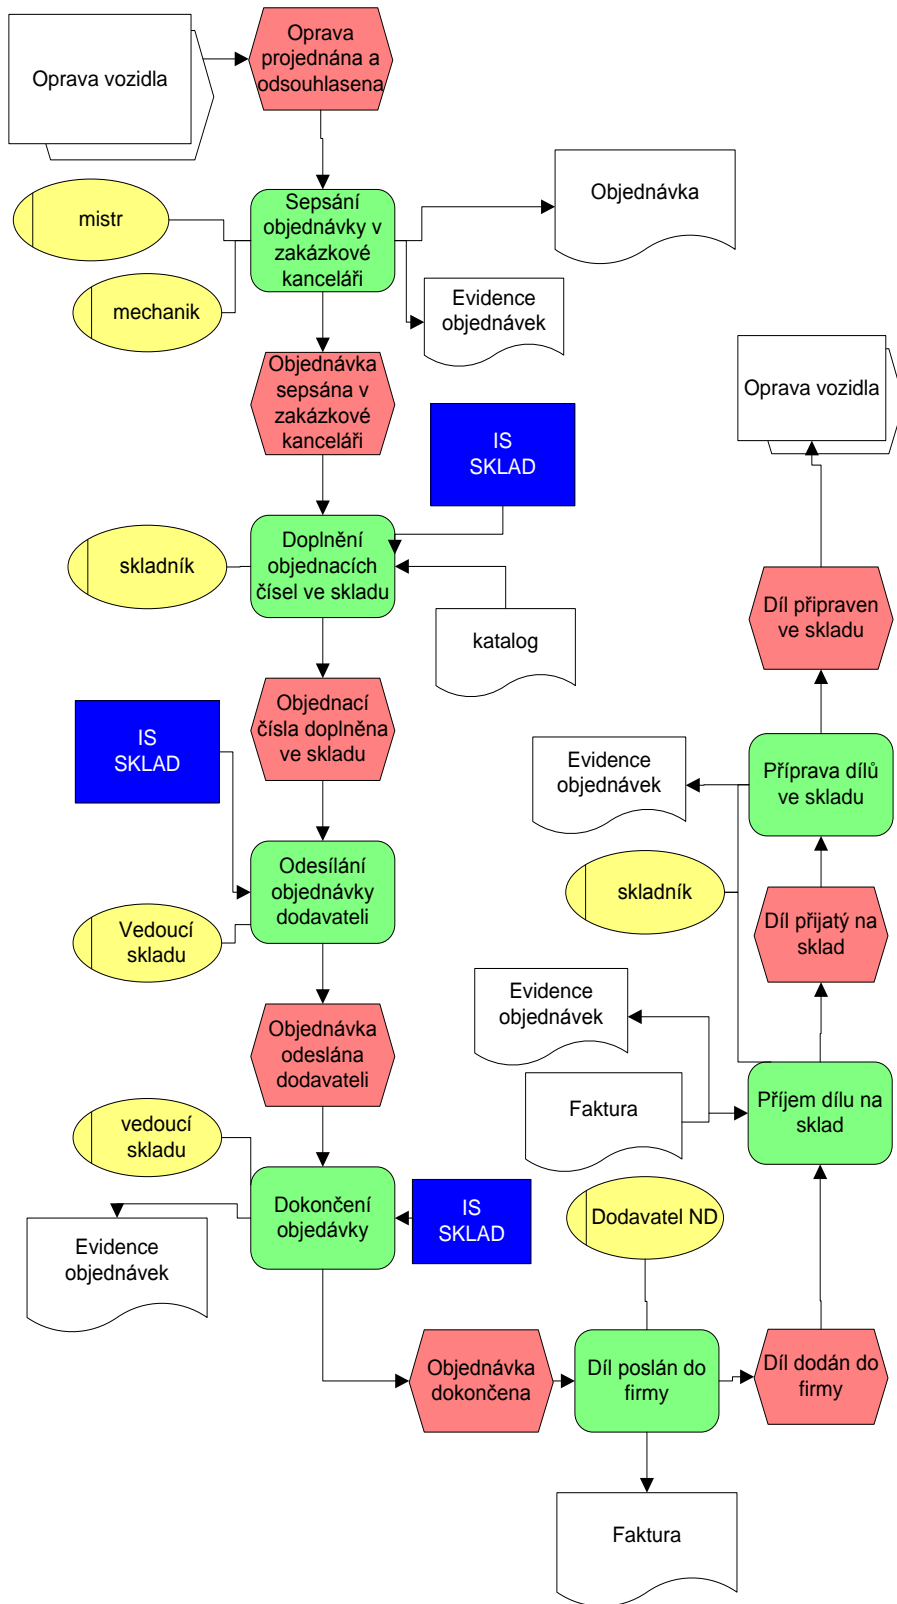 Oprava vozidla
Oprava
projednána a
odsouhlasena
Sepsání
objednávky v
zakázkové
kanceláři
mistr
mechanik
Objednávka
Evidence
objednávek
Objednávka
sepsána v
zakázkové
kanceláři
IS
SKLAD
Doplnění
objednacích
čísel ve skladu
skladník
katalog
Objednací
čísla doplněna
ve skladu
IS
SKLAD
Odesílání
objednávky
dodavateli
Vedoucí
skladu
Objednávka
odeslána
dodavateli
vedoucí
skladu
Dokončení
objedávky
IS
SKLAD
Evidence
objednávek
Objednávka
dokončena
Dodavatel ND
Díl poslán do
firmy
Faktura
Díl dodán do
firmy
Příjem dílu na
sklad
Evidence
objednávek
Faktura
Díl přijatý na
sklad
skladník
Příprava dílů
ve skladu
Evidence
objednávek
Díl připraven
ve skladu
Oprava vozidla